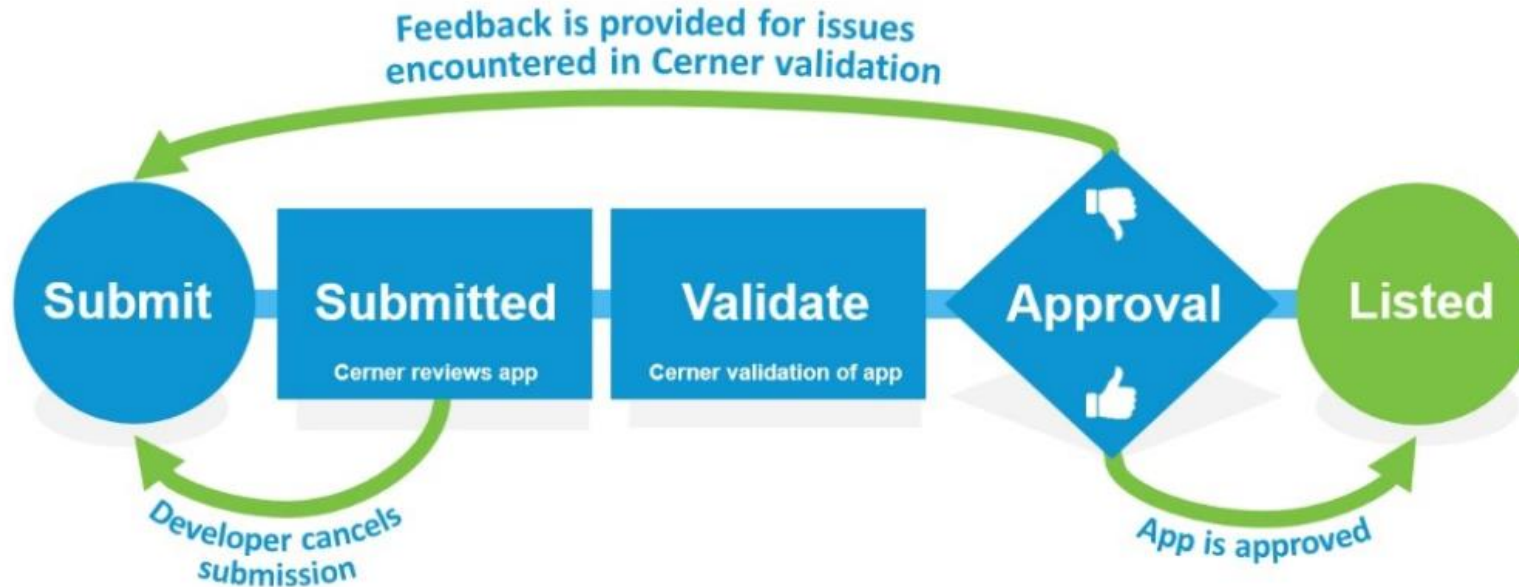 Feedback is provided for issues
encountered in Cerner validation
Submit
Submitted
Cerner reviews app
Validate
Cerner validation of app
Approval
Listed
Developer cancels
submission
App is approved